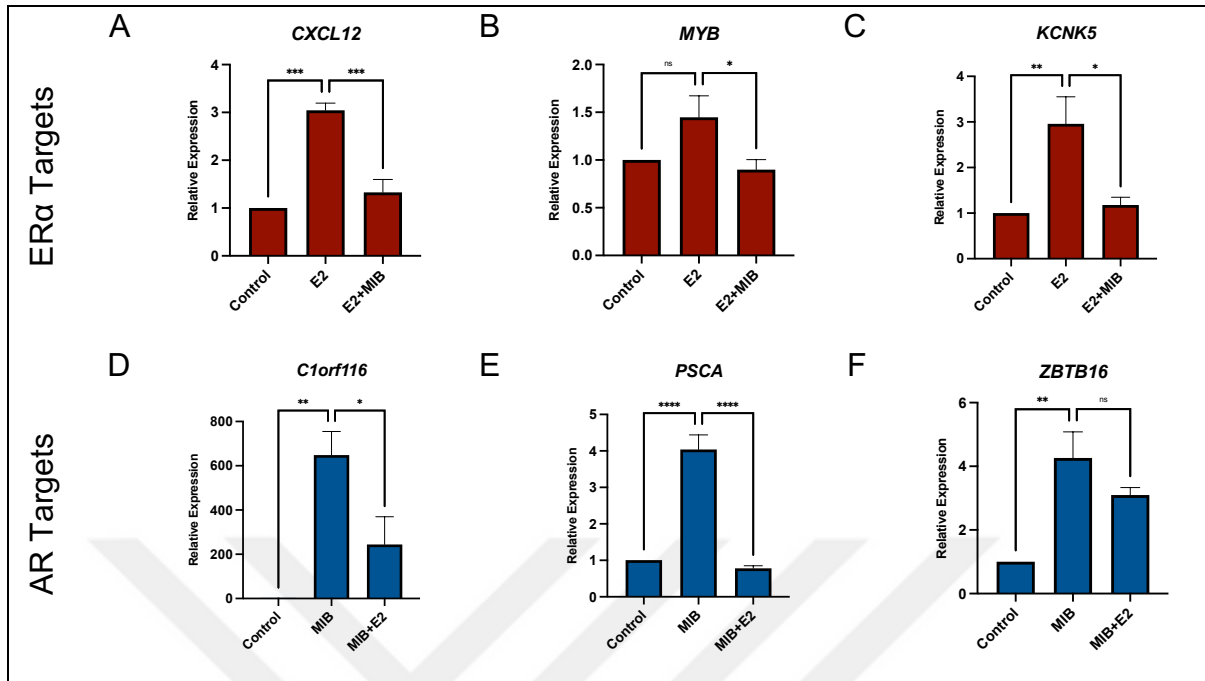 ERα Targets
A
CXCL12
Relative Expression
4
3
2
1
0
***
***
Control
E2
E2+MIB
B
MYB
Relative Expression
2.0
1.5
1.0
0.5
0.0
ns
*
Control
E2
E2+MIB
C
KCNK5
Relative Expression
4
3
2
1
0
**
*
Control
E2
E2+MIB
AR Targets
D
C1orf116
Relative Expression
800
600
400
200
0
**
*
Control
MIB
MIB+E2
E
PSCA
Relative Expression
5
4
3
2
1
0
****
****
Control
MIB
MIB+E2
F
ZBTB16
Relative Expression
6
4
2
0
**
ns
Control
MIB
MIB+E2